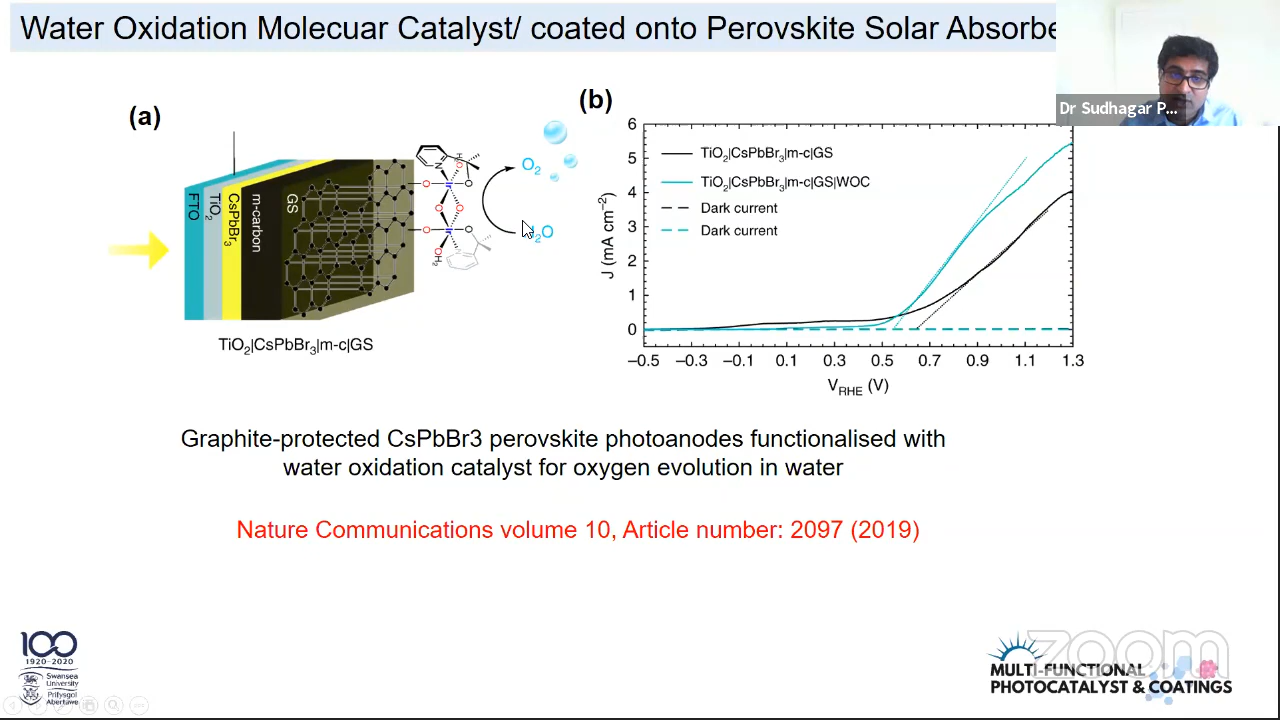 Water Oxidation Molecuar Catalyst/ coated onto Perovskite Solar Absorbe
Dr Sudhagar P...
(a)
(b)
FTO
TiO2
CsPbBr3
m-carbon
GS
O2
H2O
OH2
TiO2|CsPbBr3|m-c|GS
TiO2|CsPbBr3|m-c|GS
TiO2|CsPbBr3|m-c|GS|WOC
Dark current
Dark current
J (mA cm−2)
6
5
4
3
2
1
0
−0.5 −0.3 −0.1 0.1 0.3 0.5 0.7 0.9 1.1 1.3
VRHE (V)
Graphite-protected CsPbBr3 perovskite photoanodes functionalised with
water oxidation catalyst for oxygen evolution in water
Nature Communications volume 10, Article number: 2097 (2019)
100
1920-2020
Swansea
University
Prifysgol
Abertawe
zoom
MULTI-FUNCTIONAL
PHOTOCATALYST & COATINGS